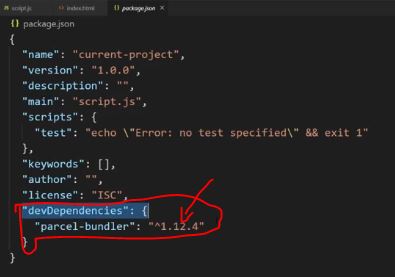 script.js index.html package.json ×
{} package.json
{
"name": "current-project",
"version": "1.0.0",
"description": "",
"main": "script.js",
"scripts": {
"test": "echo \"Error: no test specified\" && exit 1"
},
"keywords": [],
"author": "",
"license": "ISC",
"devDependencies": {
"parcel-bundler": "^1.12.4"
}
}